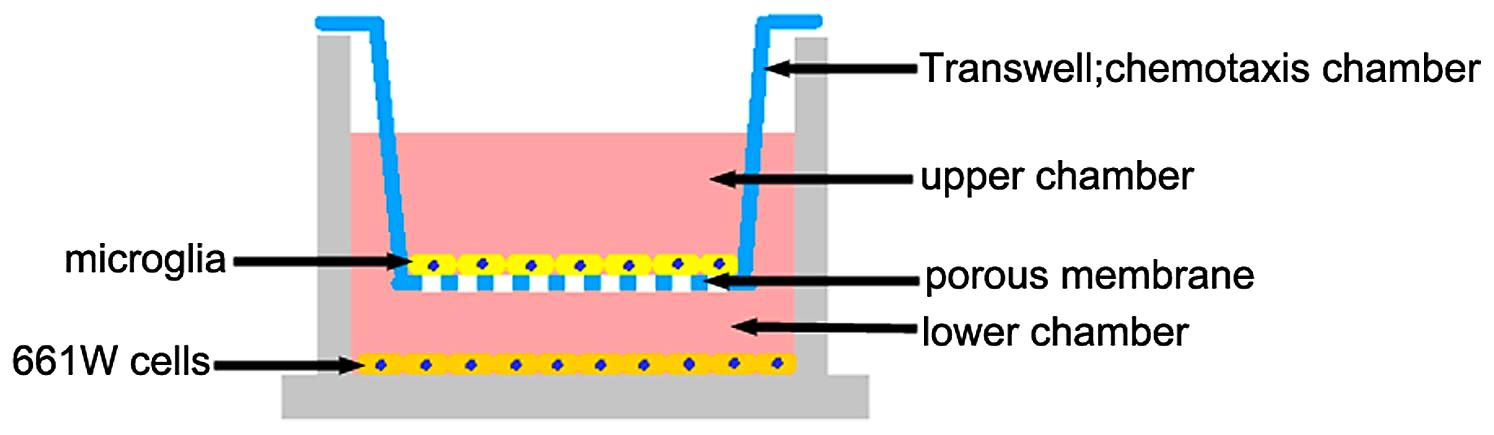 Transwell;chemotaxis chamber
upper chamber
microglia
porous membrane
lower chamber
661W cells